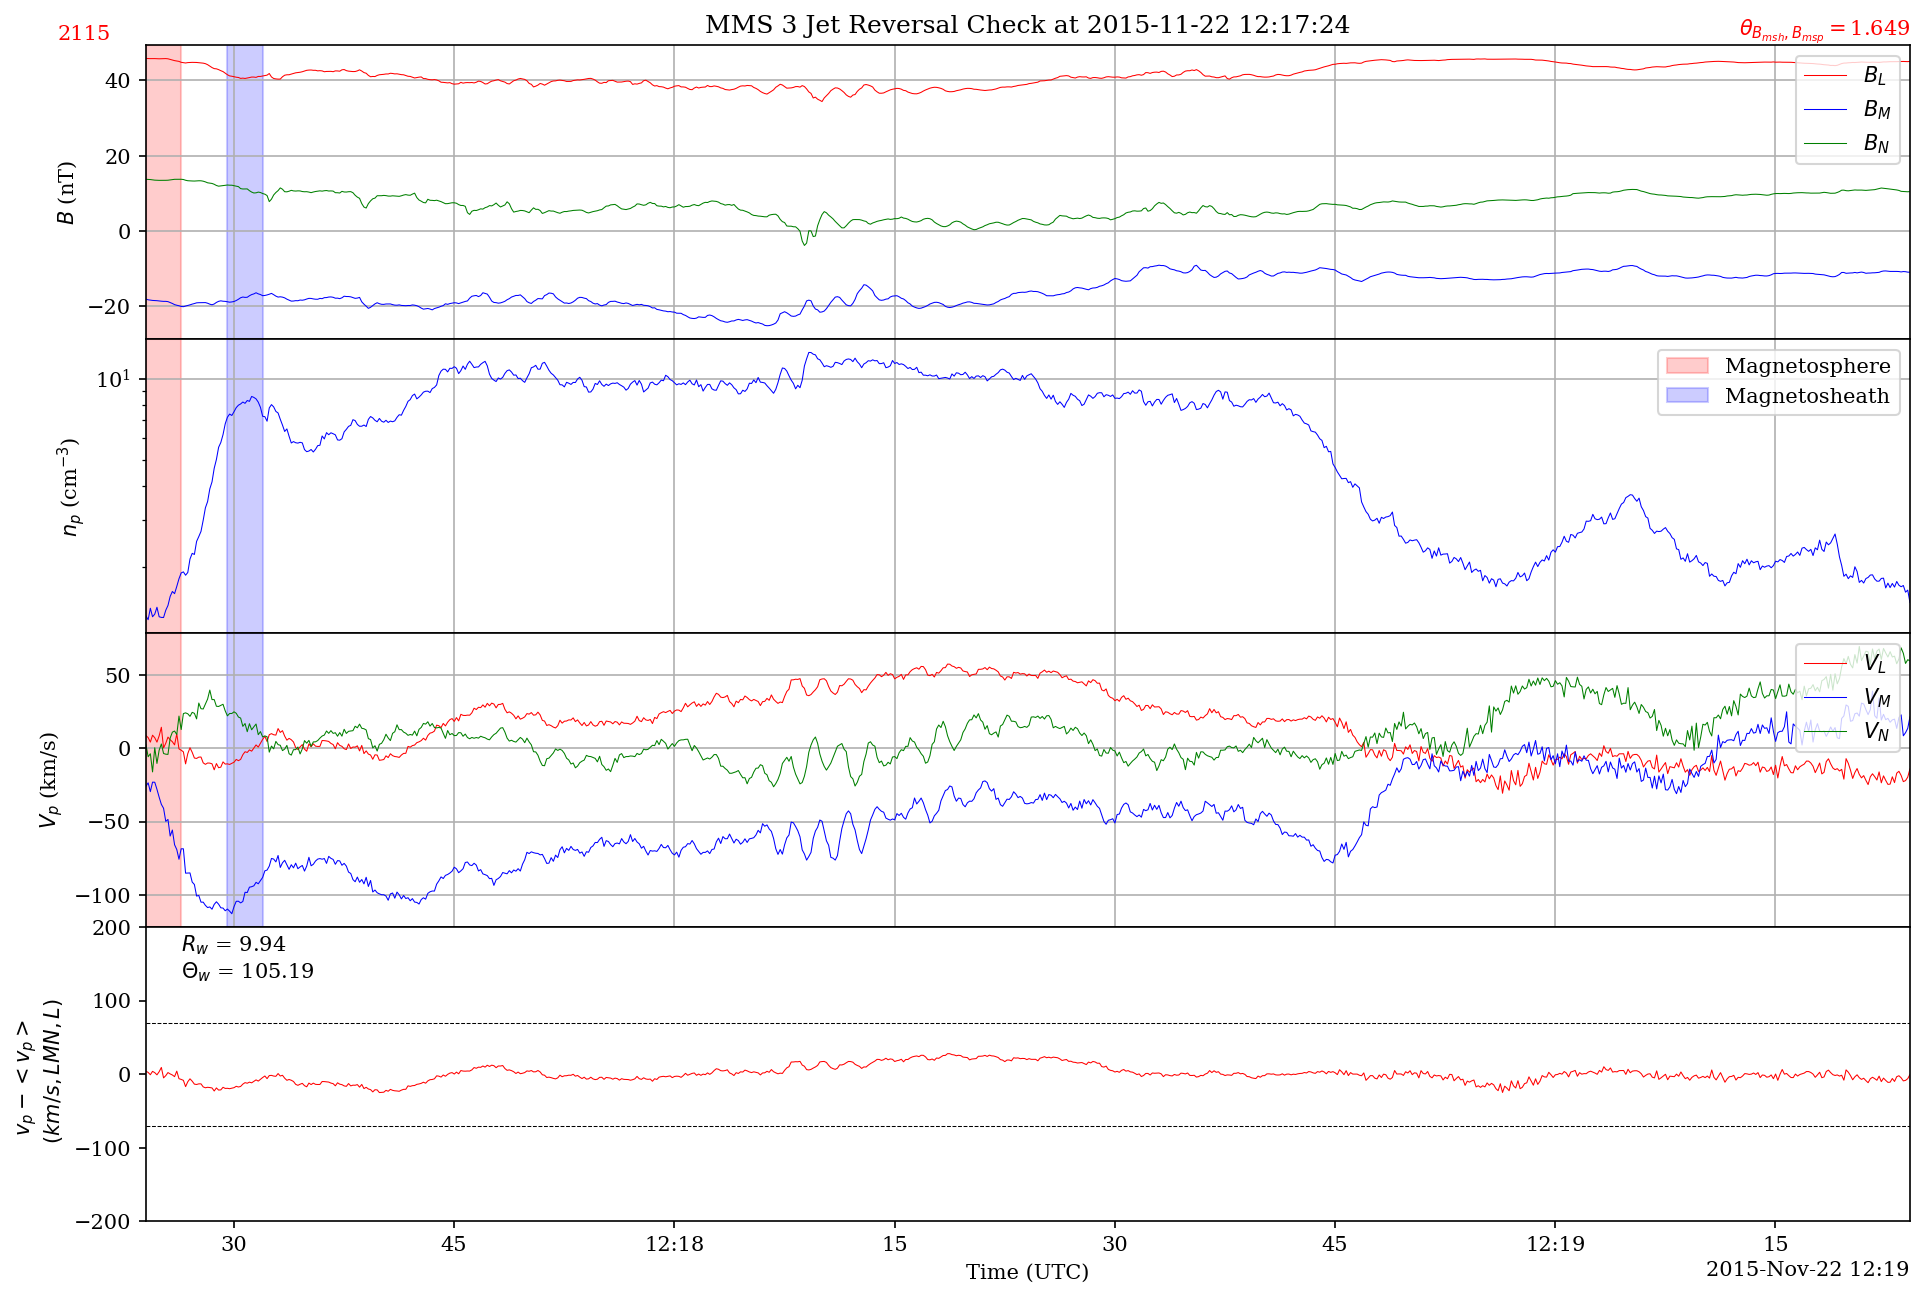 MMS 3 Jet Reversal Check at 2015-11-22 12:17:24
2115
θ_{B_{msh}, B_{msp}} = 1.649
B (nT)
40
20
0
−20
B_L
B_M
B_N
n_p (cm^{−3})
10^1
Magnetosphere
Magnetosheath
V_p (km/s)
50
0
−50
−100
V_L
V_M
V_N
v_p − < v_p >
(km/s, LMN, L)
200
100
0
−100
−200
R_w = 9.94
Θ_w = 105.19
30 45 12:18 15 30 45 12:19 15
Time (UTC)
2015-Nov-22 12:19